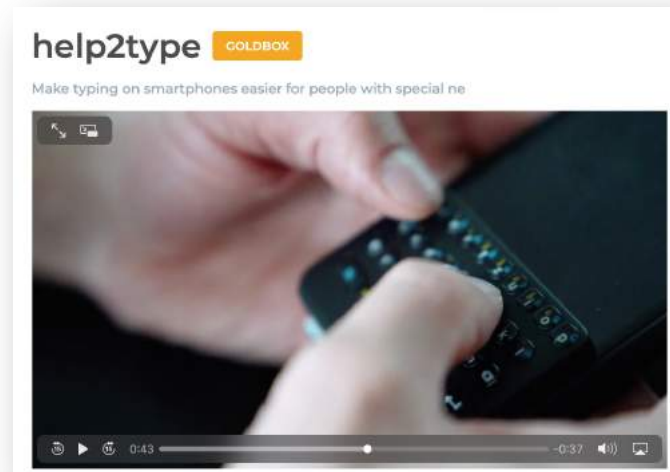 help2type GOLDBOX
Make typing on smartphones easier for people with special ne
0:43 -0:37